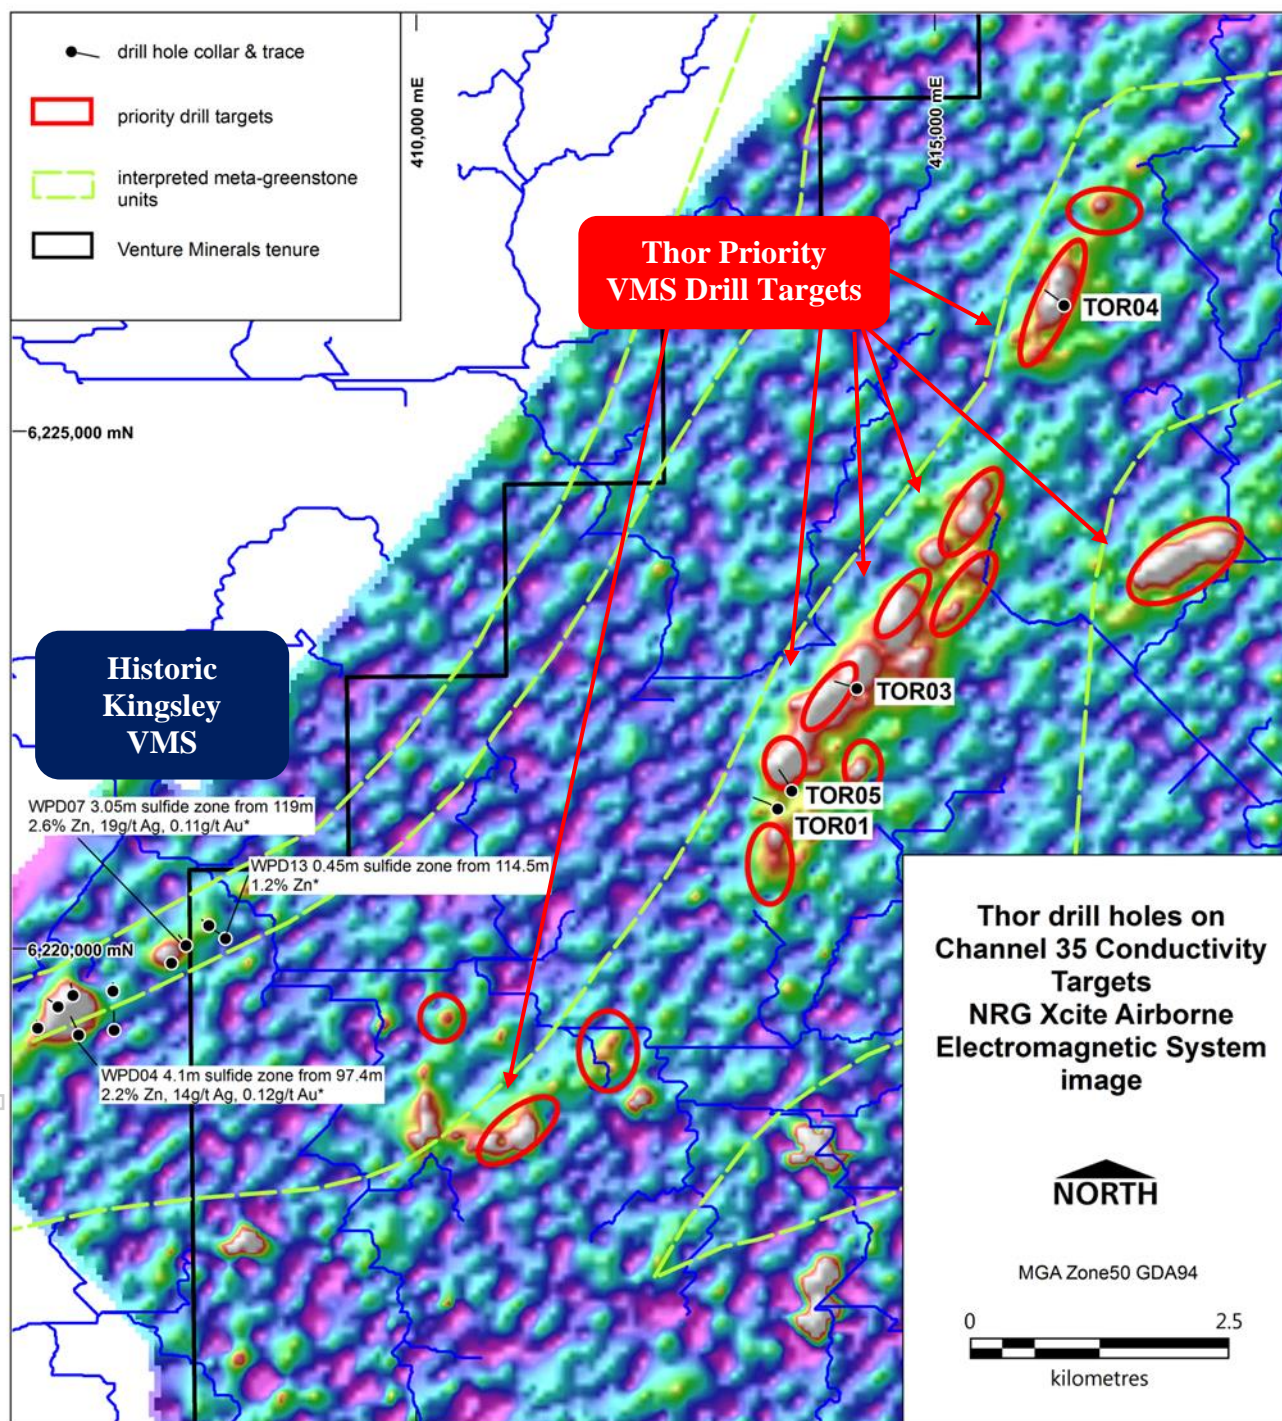 drill hole collar & trace
priority drill targets
interpreted meta-greenstone
units
Venture Minerals tenure
410,000 mE
415,000 mE
Thor Priority
VMS Drill Targets
TOR04
6,225,000 mN
Historic
Kingsley
VMS
TOR03
TOR05
TOR01
WPD07 3.05m sulfide zone from 119m
2.6% Zn, 19g/t Ag, 0.11g/t Au*
WPD13 0.45m sulfide zone from 114.5m
1.2% Zn*
6,220,000 mN
WPD04 4.1m sulfide zone from 97.4m
2.2% Zn, 14g/t Ag, 0.12g/t Au*
Thor drill holes on
Channel 35 Conductivity
Targets
NRG Xcite Airborne
Electromagnetic System
image
NORTH
MGA Zone50 GDA94
0 2.5
kilometres